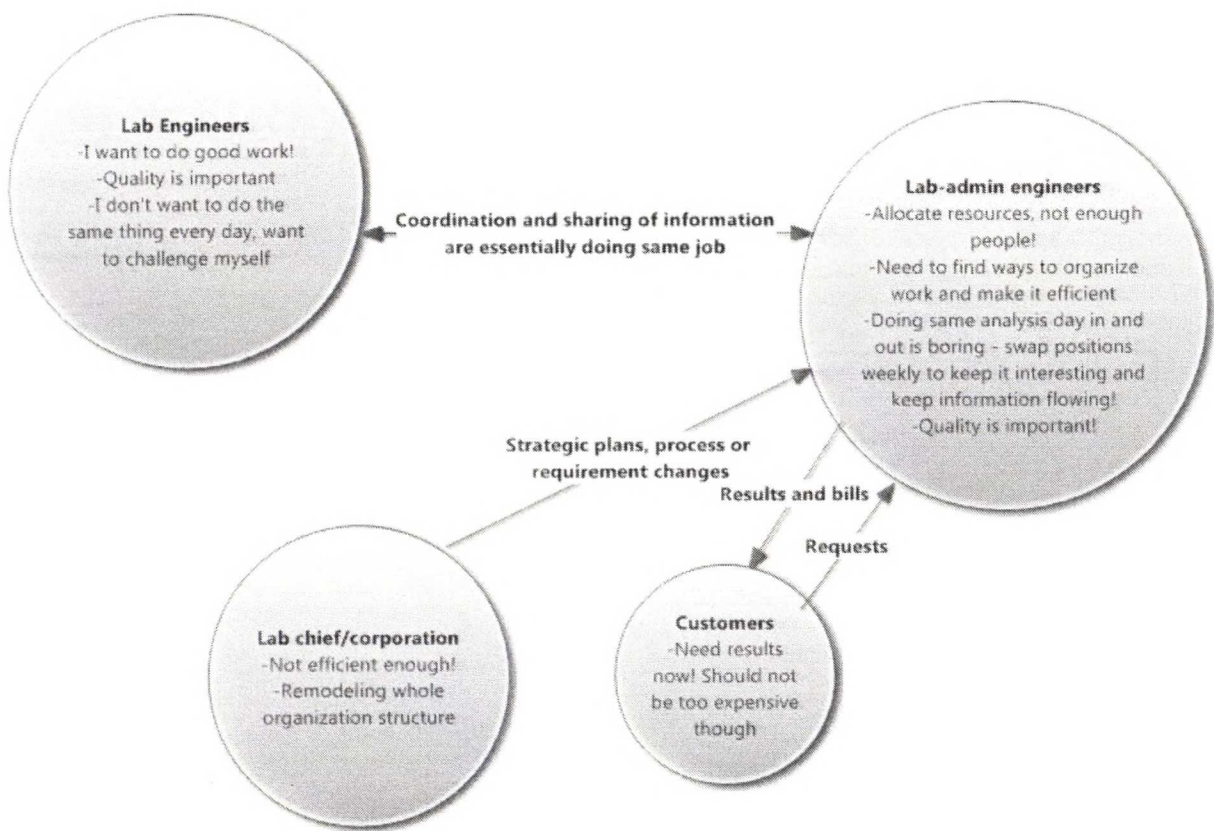 Lab Engineers
-I want to do good work!
-Quality is important
-I don't want to do the
same thing every day, want
to challenge myself
Coordination and sharing of information
are essentially doing same job
Lab-admin engineers
-Allocate resources, not enough
people!
-Need to find ways to organize
work and make it efficient
-Doing same analysis day in and
out is boring - swap positions
weekly to keep it interesting and
keep information flowing!
-Quality is important!
Strategic plans, process or
requirement changes
Results and bills
Requests
Lab chief/corporation
-Not efficient enough!
-Remodeling whole
organization structure
Customers
-Need results
now! Should not
be too expensive
though